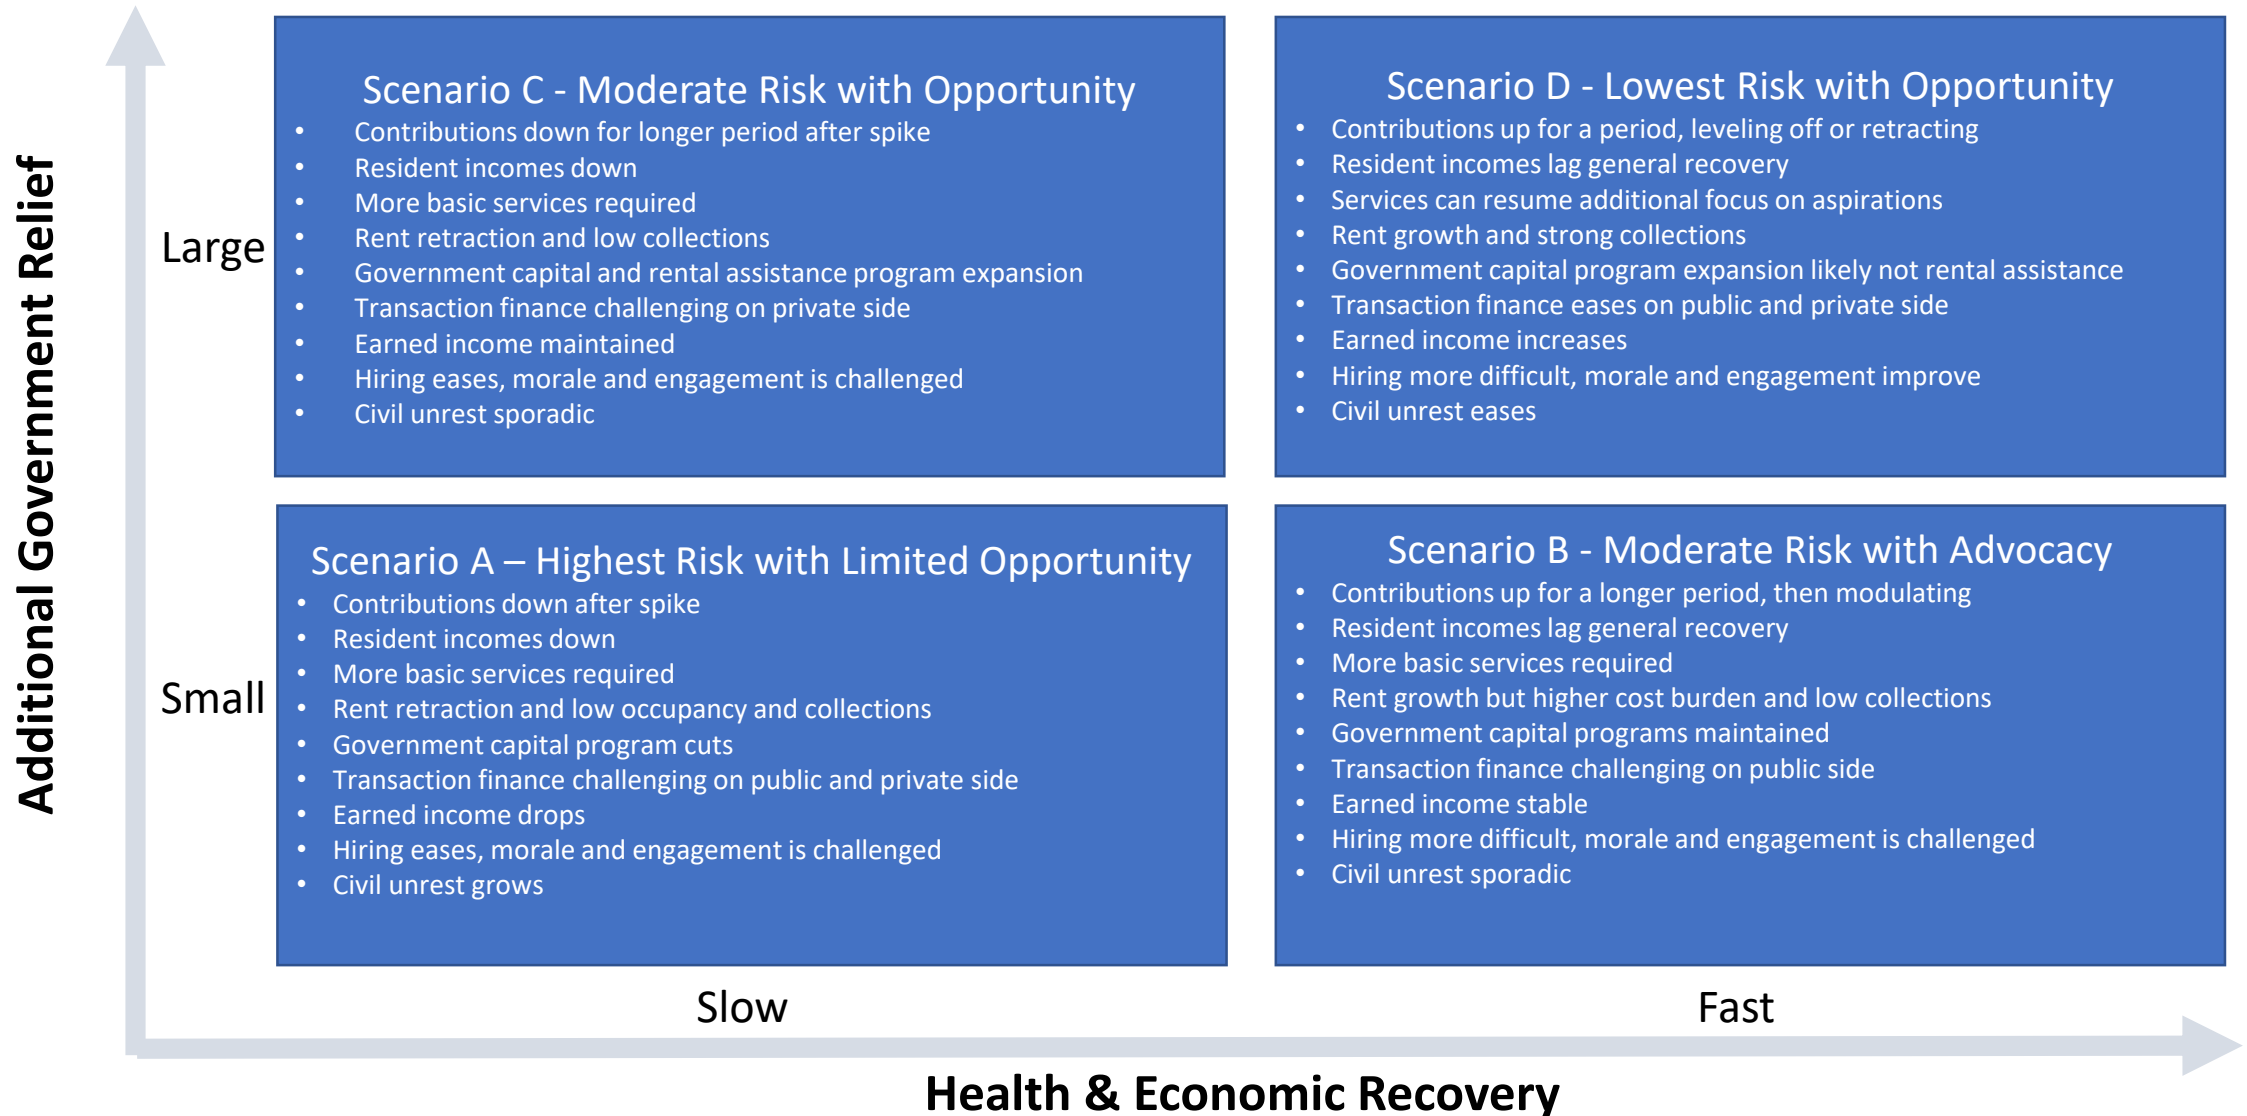 Additional Government Relief
Large
Small
Scenario C - Moderate Risk with Opportunity
• Contributions down for longer period after spike
• Resident incomes down
• More basic services required
• Rent retraction and low collections
• Government capital and rental assistance program expansion
• Transaction finance challenging on private side
• Earned income maintained
• Hiring eases, morale and engagement is challenged
• Civil unrest sporadic
Scenario D - Lowest Risk with Opportunity
• Contributions up for a period, leveling off or retracting
• Resident incomes lag general recovery
• Services can resume additional focus on aspirations
• Rent growth and strong collections
• Government capital program expansion likely not rental assistance
• Transaction finance eases on public and private side
• Earned income increases
• Hiring more difficult, morale and engagement improve
• Civil unrest eases
Scenario A – Highest Risk with Limited Opportunity
• Contributions down after spike
• Resident incomes down
• More basic services required
• Rent retraction and low occupancy and collections
• Government capital program cuts
• Transaction finance challenging on public and private side
• Earned income drops
• Hiring eases, morale and engagement is challenged
• Civil unrest grows
Scenario B - Moderate Risk with Advocacy
• Contributions up for a longer period, then modulating
• Resident incomes lag general recovery
• More basic services required
• Rent growth but higher cost burden and low collections
• Government capital programs maintained
• Transaction finance challenging on public side
• Earned income stable
• Hiring more difficult, morale and engagement is challenged
• Civil unrest sporadic
Slow
Fast
Health & Economic Recovery